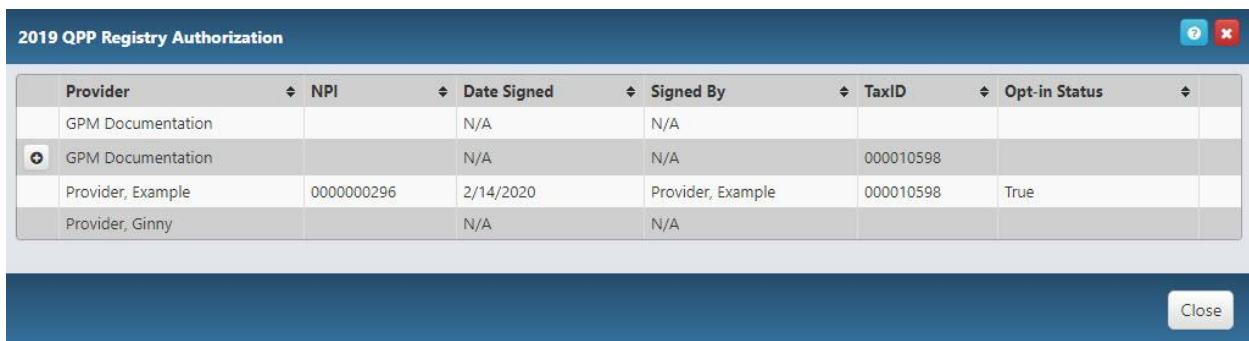 2019 QPP Registry Authorization
Provider NPI Date Signed Signed By TaxID Opt-in Status
GPM Documentation N/A N/A
GPM Documentation N/A N/A 000010598
Provider, Example 0000000296 2/14/2020 Provider, Example 000010598 True
Provider, Ginny N/A N/A
Close